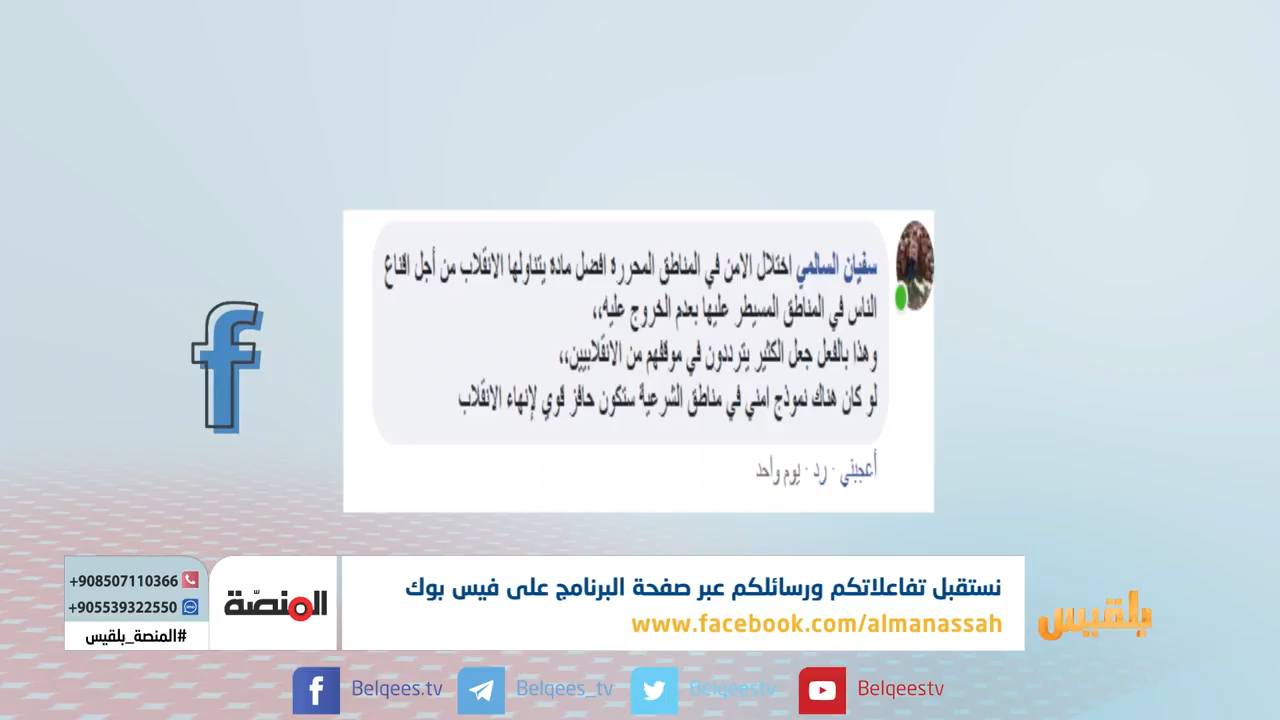 سفيان السالمي اختلال الامن في المناطق المحرره افضل ماده يتناولها الانقلاب من أجل اقناع
الناس في المناطق المسيطر عليها بعدم الخروج عليه،،
وهذا بالفعل جعل الكثير يترددون في موقفهم من الانقلابيين،،
لو كان هناك نموذج امني في مناطق الشرعية ستكون حافز قوي لإنهاء الانقلاب
أعجبني · رد · يوم واحد
نستقبل تفاعلاتكم ورسائلكم عبر صفحة البرنامج على فيس بوك
www.facebook.com/almanassah
المنصّة
+908507110366
+905539322550
#المنصة_بلقيس
بلقيس
Belqees.tv
Belqees_tv
Belqeestv
Belqeestv